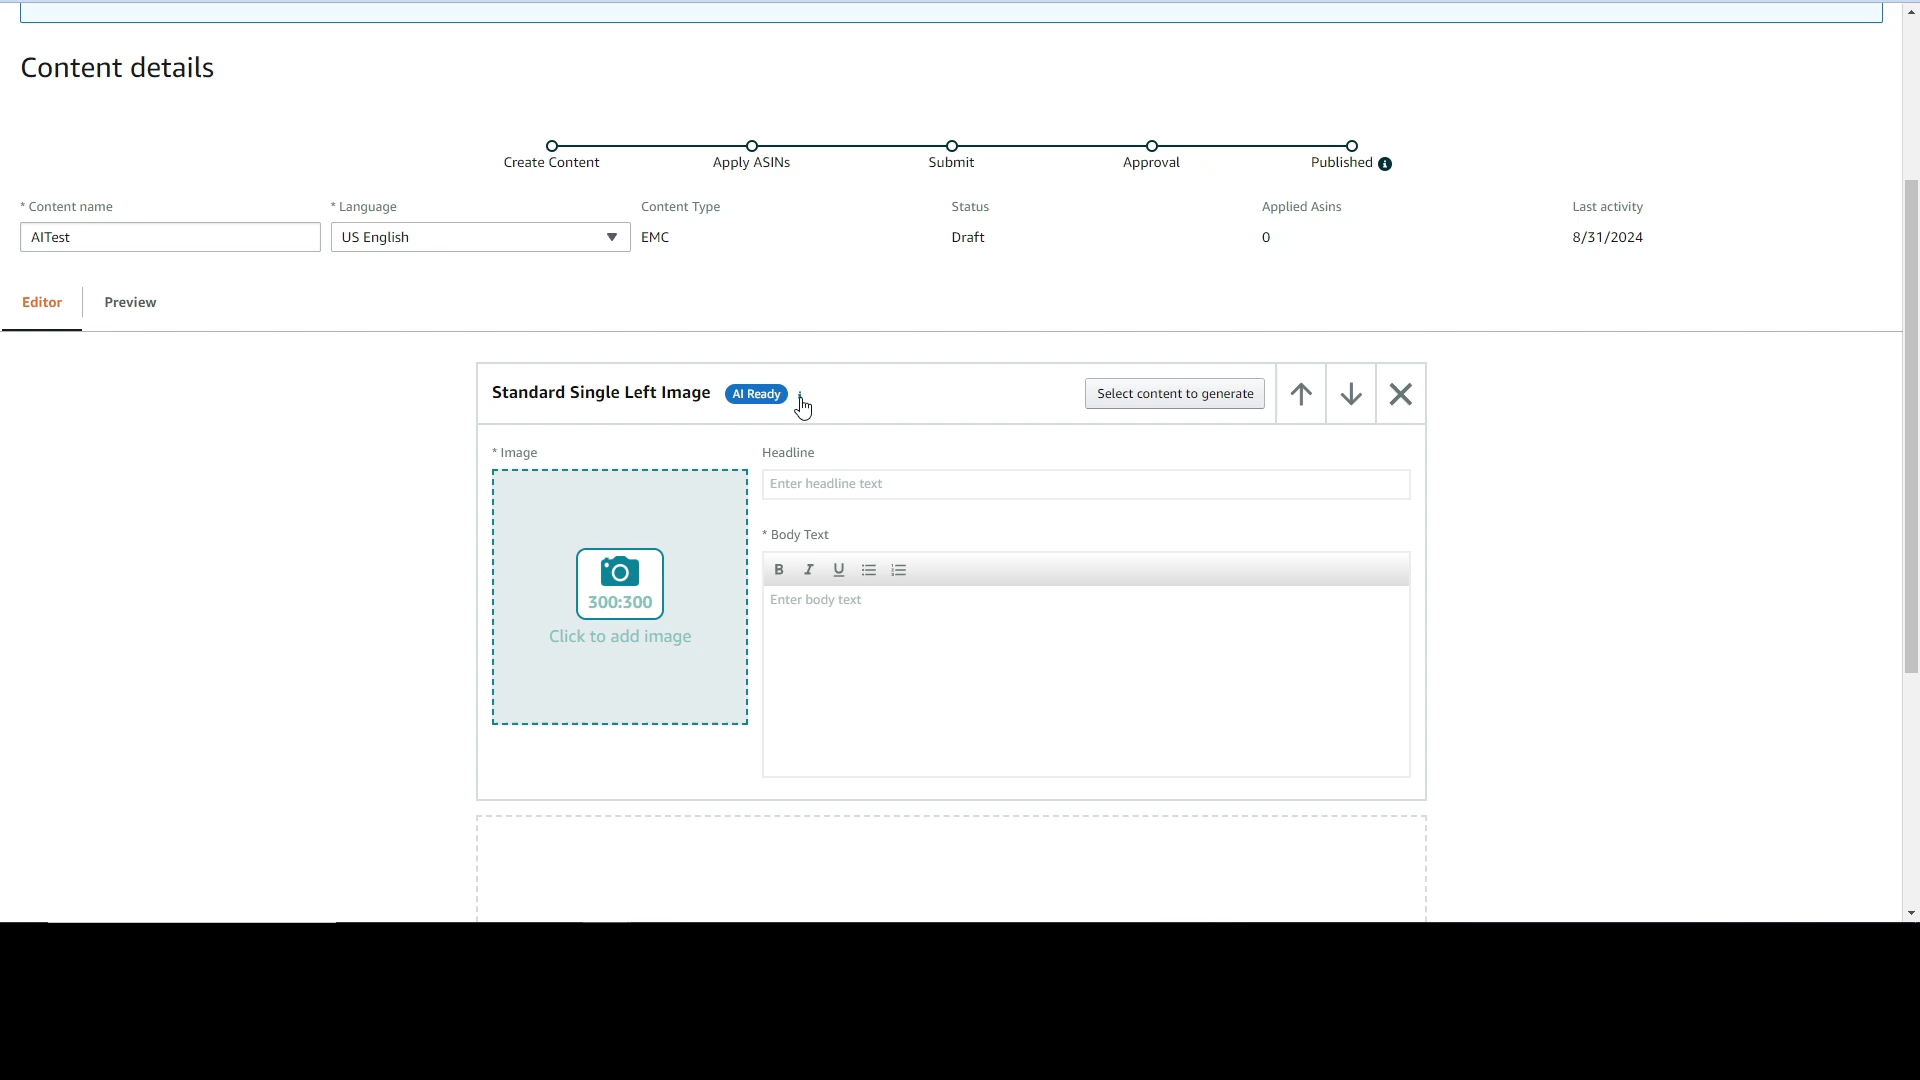 Content details
Create Content
Apply ASINs
Submit
Approval
Published
* Content name
* Language
Content Type
Status
Applied Asins
Last activity
AITest
US English
EMC
Draft
0
8/31/2024
Editor
Preview
Standard Single Left Image
AI Ready
Select content to generate
* Image
Headline
Enter headline text
* Body Text
B I U
Enter body text
300:300
Click to add image